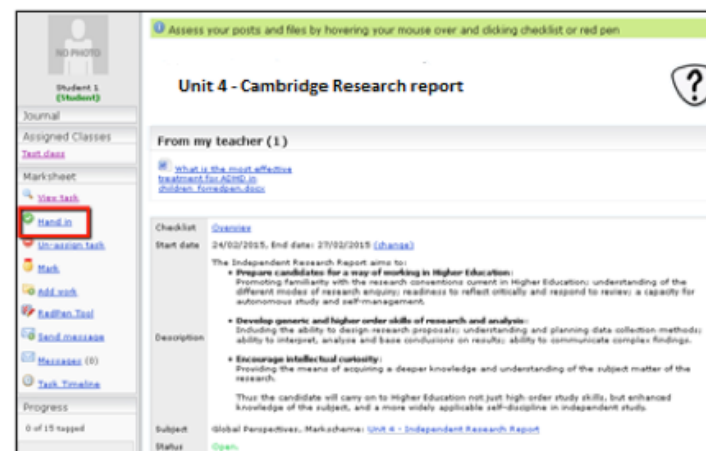 NO PHOTO
Student 1
(Student)
Journal
Assigned Classes
Test class
Marksheet
View task
Hand in
Un-assign task
Mark
Add work
RedPen Tool
Send message
Messages (0)
Task Timeline
Progress
0 of 15 tagged
Assess your posts and files by hovering your mouse over and clicking checklist or red pen
Unit 4 - Cambridge Research report
?
From my teacher (1)
What is the most effective
treatment for ADHD in
children_forredpen.docx
Checklist Overview
Start date 24/02/2015, End date: 27/02/2015 (change)
Description
The Independent Research Report aims to:
• Prepare candidates for a way of working in Higher Education:
Promoting familiarity with the research conventions current in Higher Education; understanding of the
different modes of research enquiry; readiness to reflect critically and respond to review; a capacity for
autonomous study and self-management.
• Develop generic and higher order skills of research and analysis:
Including the ability to design research proposals; understanding and planning data collection methods;
ability to interpret, analyse and base conclusions on results; ability to communicate complex findings.
• Encourage intellectual curiosity:
Providing the means of acquiring a deeper knowledge and understanding of the subject matter of the
research.
Thus the candidate will carry on to Higher Education not just high order study skills, but enhanced
knowledge of the subject, and a more widely applicable self-discipline in independent study.
Subject Global Perspectives, Markscheme: Unit 4 - Independent Research Report
Status Open.